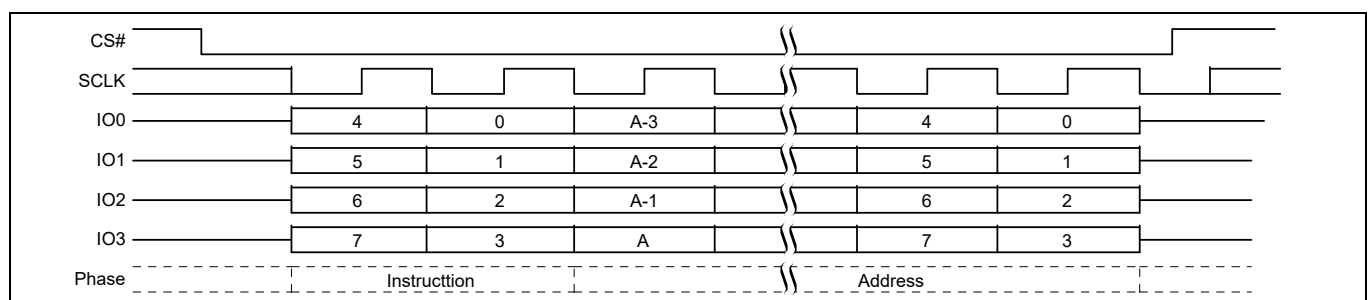 CS#
SCLK
IO0 4 0 A-3 4 0
IO1 5 1 A-2 5 1
IO2 6 2 A-1 6 2
IO3 7 3 A 7 3
Phase Instructtion Address